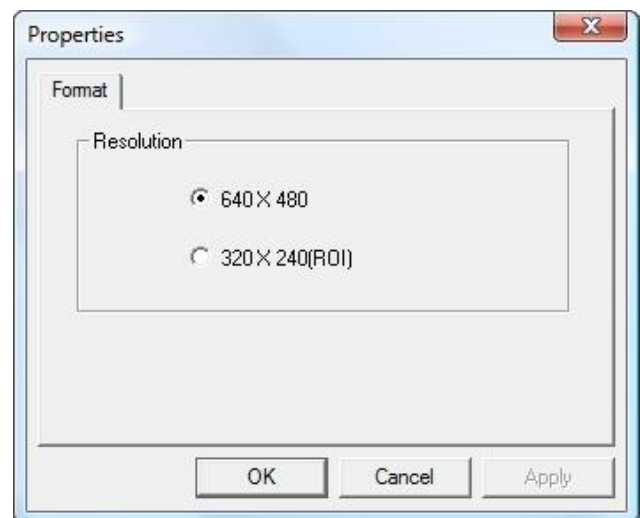 Properties
Format
Resolution
640 X 480
320 X 240(ROI)
OK Cancel Apply